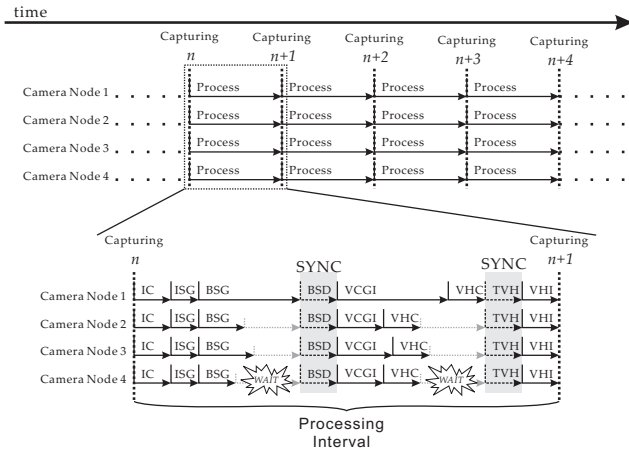 time
Capturing Capturing Capturing Capturing Capturing
n n+1 n+2 n+3 n+4
Camera Node 1 Process Process Process Process
Camera Node 2 Process Process Process Process
Camera Node 3 Process Process Process Process
Camera Node 4 Process Process Process Process
Capturing Capturing
n n+1
SYNC SYNC
Camera Node 1 IC ISG BSG BSD VCGI VHC TVH VHI
Camera Node 2 IC ISG BSG BSD VCGI VHC TVH VHI
Camera Node 3 IC ISG BSG BSD VCGI VHC TVH VHI
Camera Node 4 IC ISG BSG WAIT BSD VCGI VHC WAIT TVH VHI
Processing
Interval